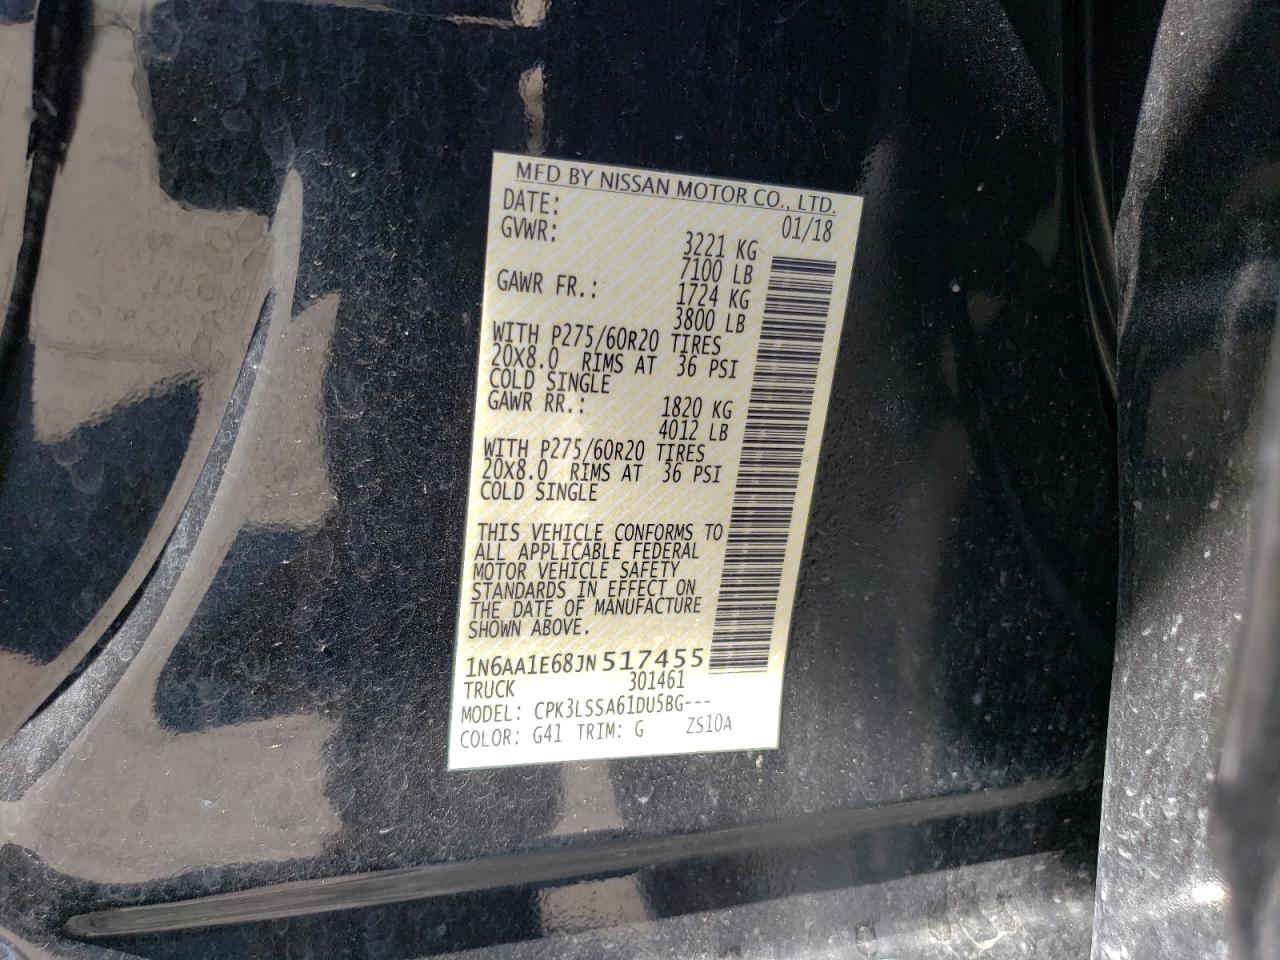 MFD BY NISSAN MOTOR CO., LTD.
DATE: 01/18
GVWR: 3221 KG
7100 LB
GAWR FR.: 1724 KG
3800 LB
WITH P275/60R20 TIRES
20X8.0 RIMS AT 36 PSI
COLD SINGLE
GAWR RR.: 1820 KG
4012 LB
WITH P275/60R20 TIRES
20X8.0 RIMS AT 36 PSI
COLD SINGLE
THIS VEHICLE CONFORMS TO
ALL APPLICABLE FEDERAL
MOTOR VEHICLE SAFETY
STANDARDS IN EFFECT ON
THE DATE OF MANUFACTURE
SHOWN ABOVE.
1N6AA1E68JN517455
TRUCK 301461
MODEL: CPK3LSSA61DU5BG---
COLOR: G41 TRIM: G ZS10A